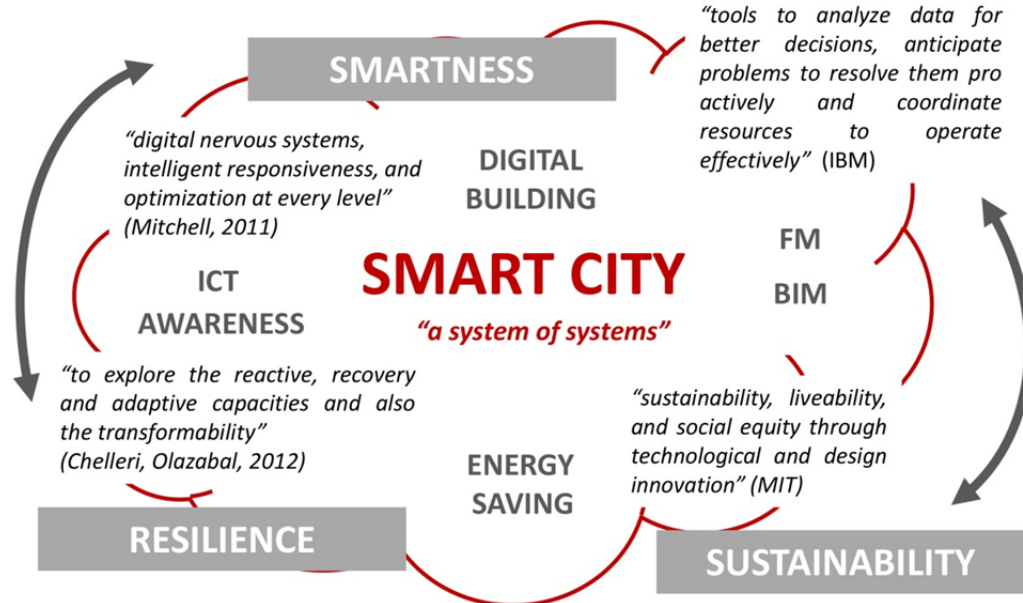 SMARTNESS
“tools to analyze data for
better decisions, anticipate
problems to resolve them pro
actively and coordinate
resources to operate
effectively” (IBM)
“digital nervous systems,
intelligent responsiveness, and
optimization at every level”
(Mitchell, 2011)
DIGITAL
BUILDING
FM
BIM
SMART CITY
“a system of systems”
ICT
AWARENESS
“to explore the reactive, recovery
and adaptive capacities and also
the transformability”
(Chelleri, Olazabal, 2012)
“sustainability, liveability,
and social equity through
technological and design
innovation” (MIT)
ENERGY
SAVING
RESILIENCE
SUSTAINABILITY